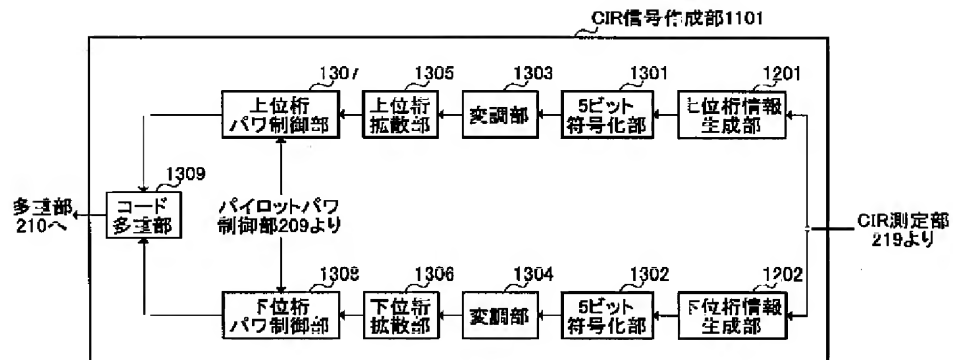 CIR信号作成部1101
1307
1305
1303
1301
1201
上位桁
パワ制御部
上位桁
拡散部
変調部
5ビット
符号化部
上位桁情報
生成部
多重部
210へ
1309
コード
多重部
パイロットパワ
制御部209より
CIR測定部
219より
1308
1306
1304
1302
1202
下位桁
パワ制御部
下位桁
拡散部
変調部
5ビット
符号化部
下位桁情報
生成部